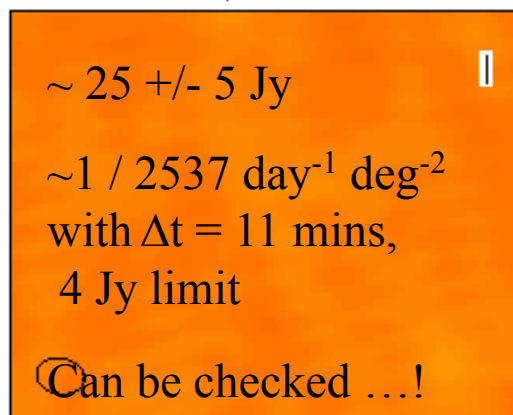 ~ 25 +/- 5 Jy
~1 / 2537 day⁻¹ deg⁻²
with Δt = 11 mins,
4 Jy limit
Can be checked …!